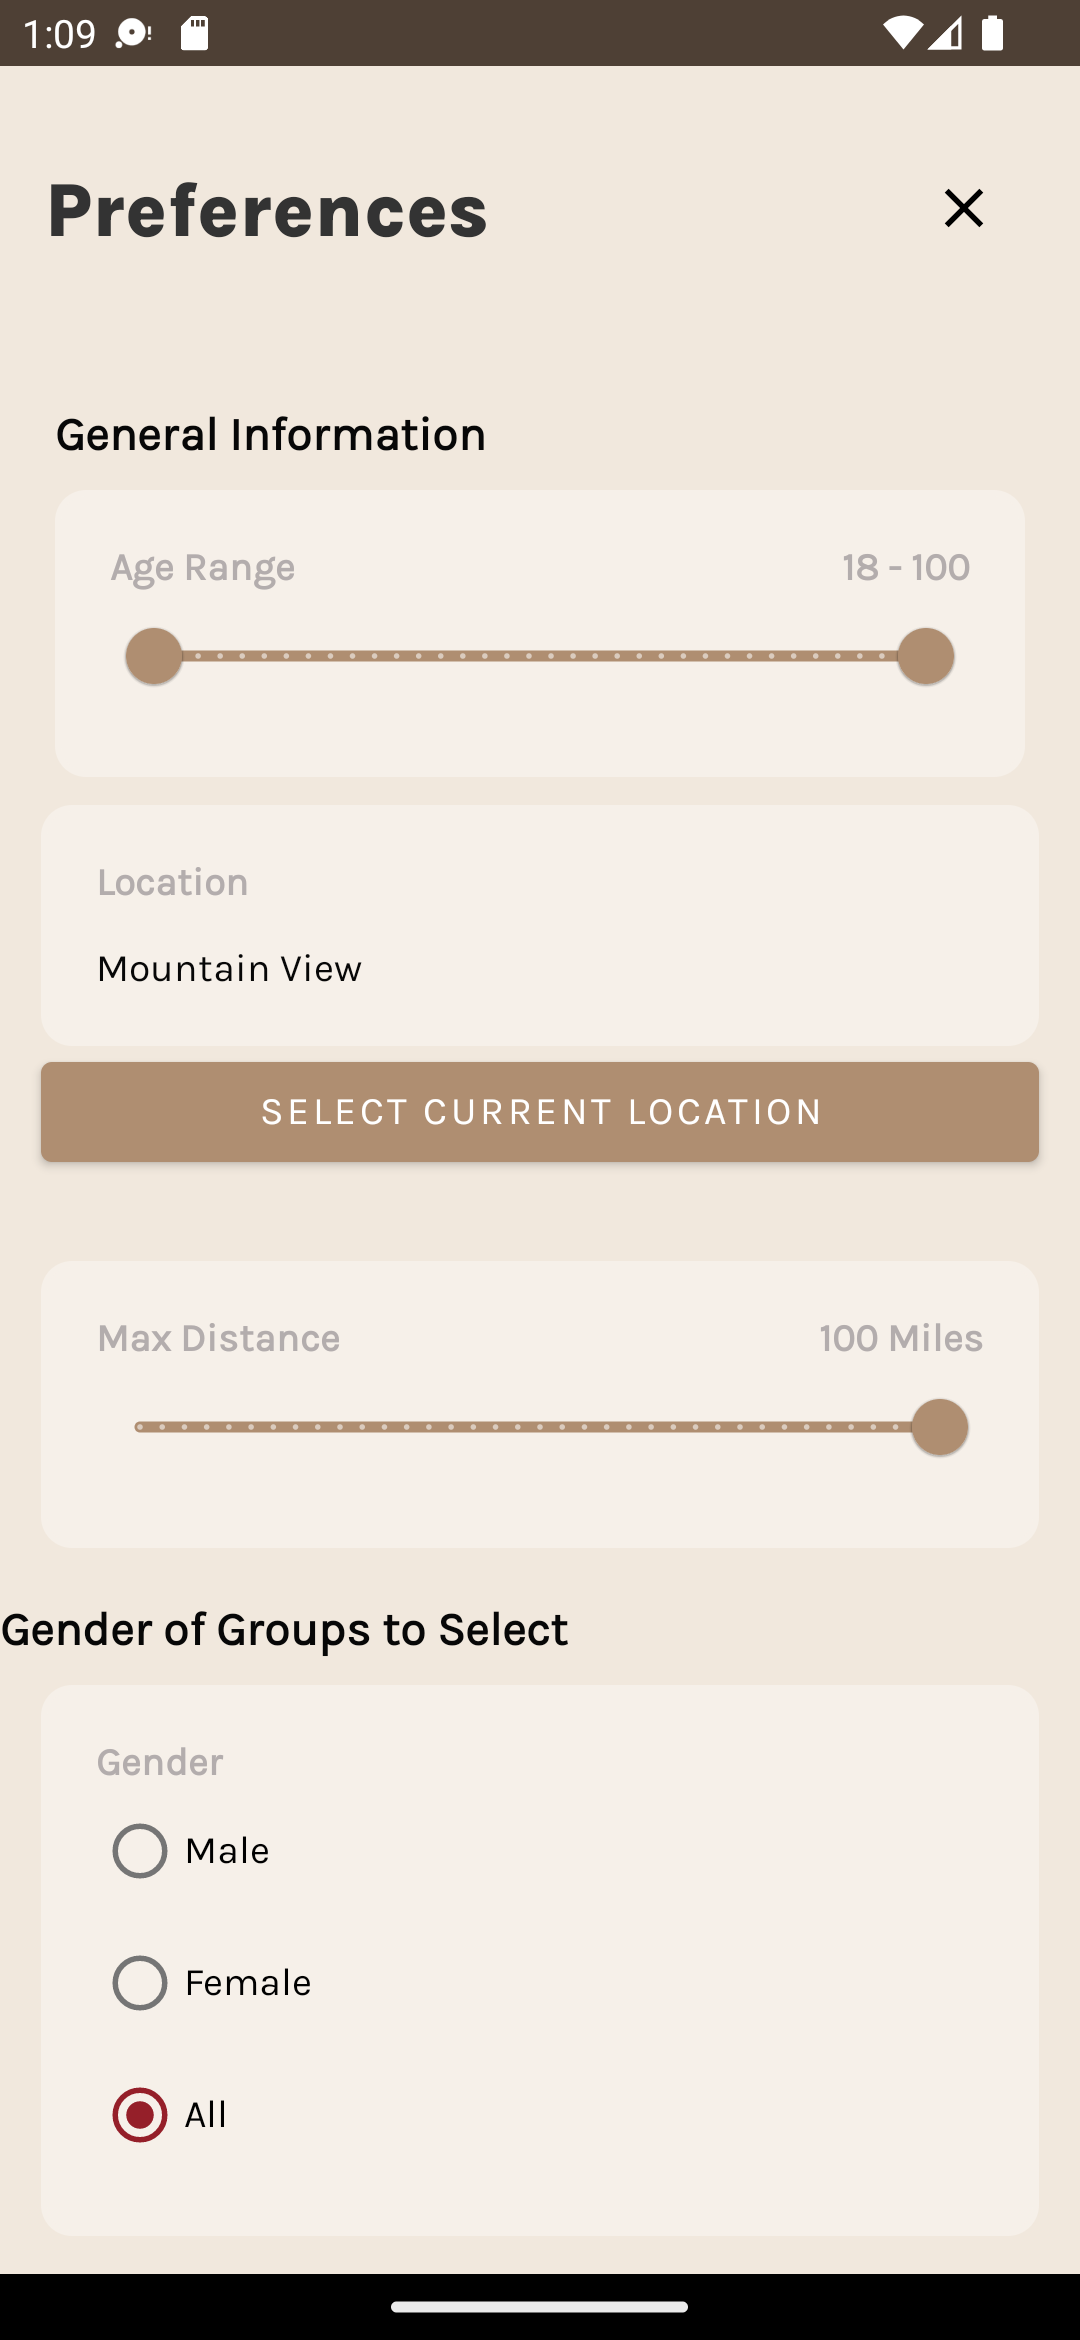 1:09
Preferences
General Information
Age Range 18 - 100
Location
Mountain View
SELECT CURRENT LOCATION
Max Distance 100 Miles
Gender of Groups to Select
Gender
Male
Female
All